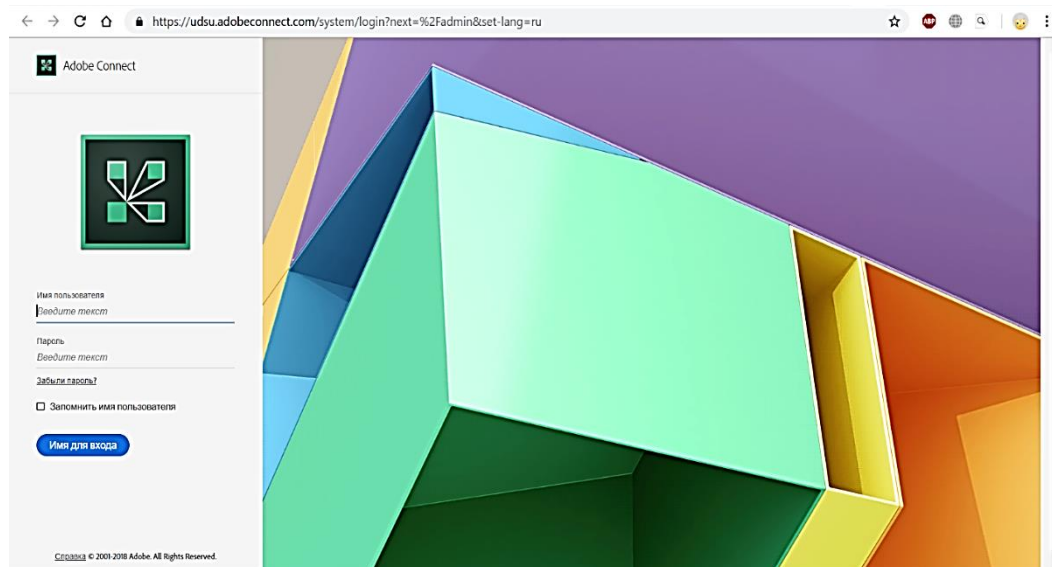 https://udsu.adobeconnect.com/system/login?next=%2Fadmin&set-lang=ru
ABP
Adobe Connect
Имя пользователя
Введите текст
Пароль
Введите текст
Забыли пароль?
Запомнить имя пользователя
Имя для входа
Справка © 2001-2018 Adobe. All Rights Reserved.